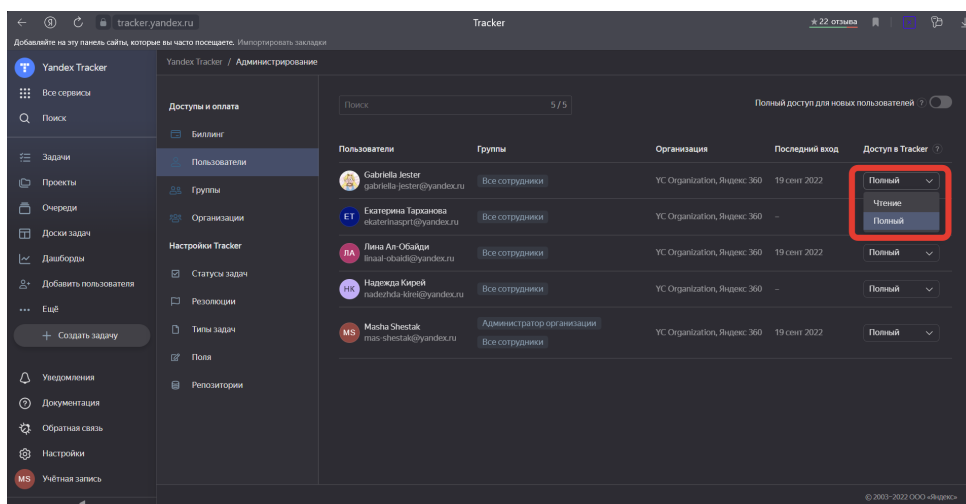 tracker.yandex.ru
Tracker
★ 22 отзыва
Добавляйте на эту панель сайты, которые вы часто посещаете. Импортировать закладки
Yandex Tracker
Все сервисы
Поиск
Задачи
Проекты
Очереди
Доски задач
Дашборды
Добавить пользователя
Ещё
+ Создать задачу
Уведомления
Документация
Обратная связь
Настройки
MS Учётная запись
Yandex Tracker / Администрирование
Доступы и оплата
Биллинг
Пользователи
Группы
Организации
Настройки Tracker
Статусы задач
Резолюции
Типы задач
Поля
Репозитории
Поиск 5/5
Полный доступ для новых пользователей ?
Пользователи Группы Организация Последний вход Доступ в Tracker ?
Gabriella Jester
gabriella-jester@yandex.ru Все сотрудники YC Organization, Яндекс 360 19 сент 2022 Полный
Чтение
Полный
ЕТ Екатерина Тарханова
ekaterinasprt@yandex.ru Все сотрудники YC Organization, Яндекс 360 –
ЛА Лина Ал-Обайди
linaal-obaidi@yandex.ru Все сотрудники YC Organization, Яндекс 360 19 сент 2022 Полный
НК Надежда Кирей
nadezhda-kirei@yandex.ru Все сотрудники YC Organization, Яндекс 360 – Полный
MS Masha Shestak
mas-shestak@yandex.ru Администратор организации
Все сотрудники YC Organization, Яндекс 360 19 сент 2022 Полный
© 2003–2022 ООО «Яндекс»